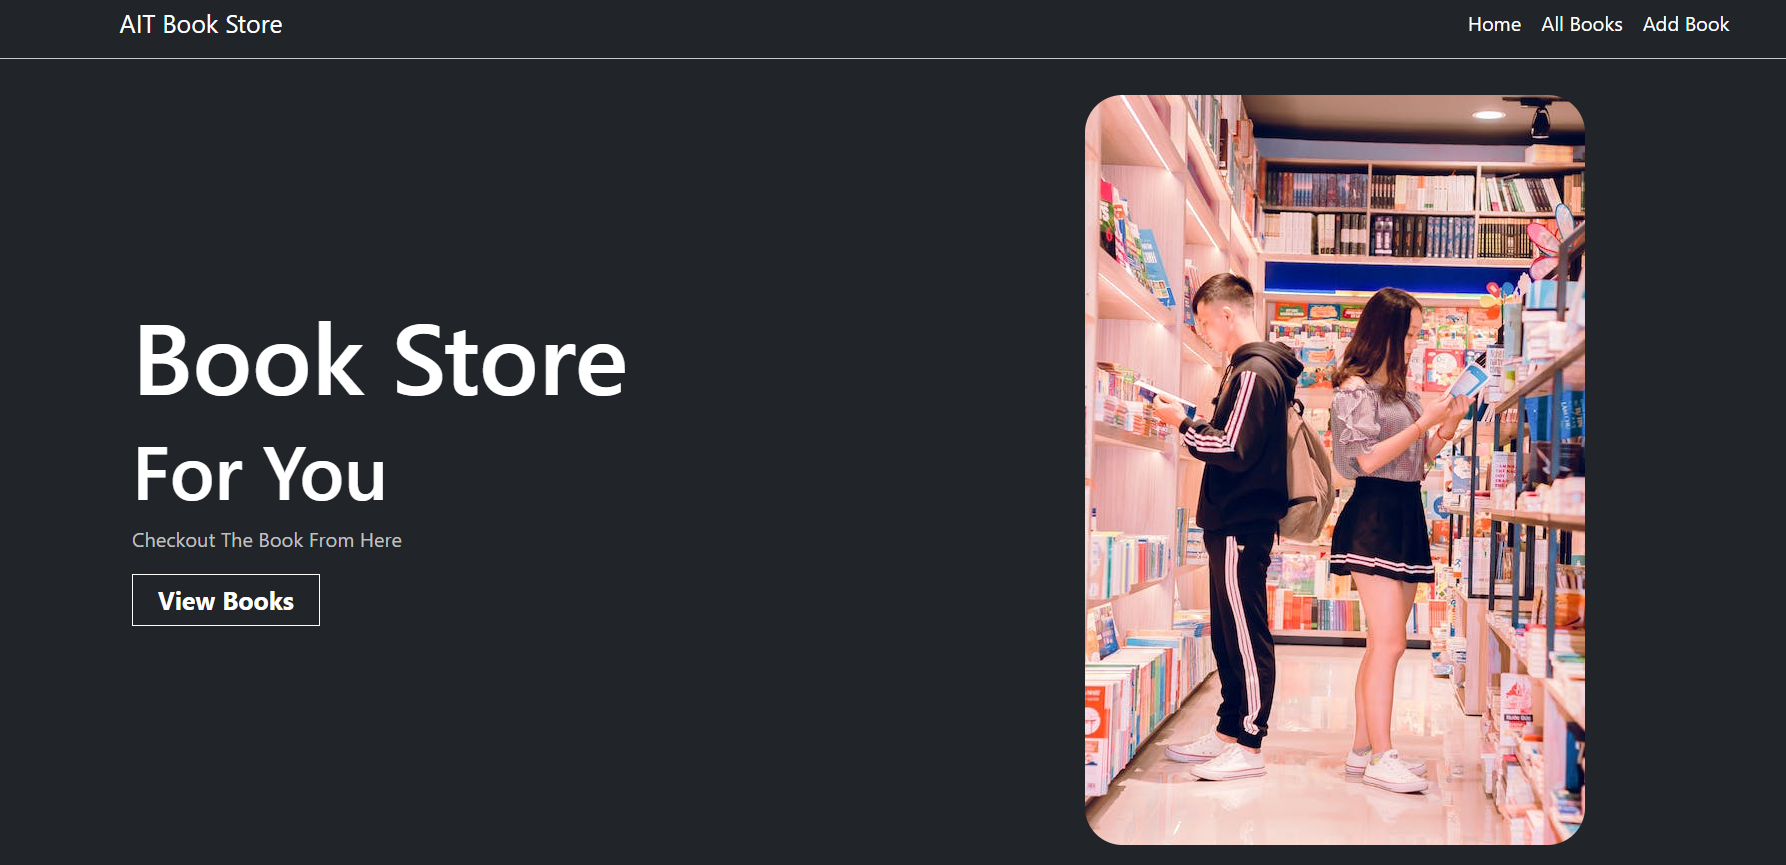 AIT Book Store
Home All Books Add Book
Book Store
For You
Checkout The Book From Here
View Books